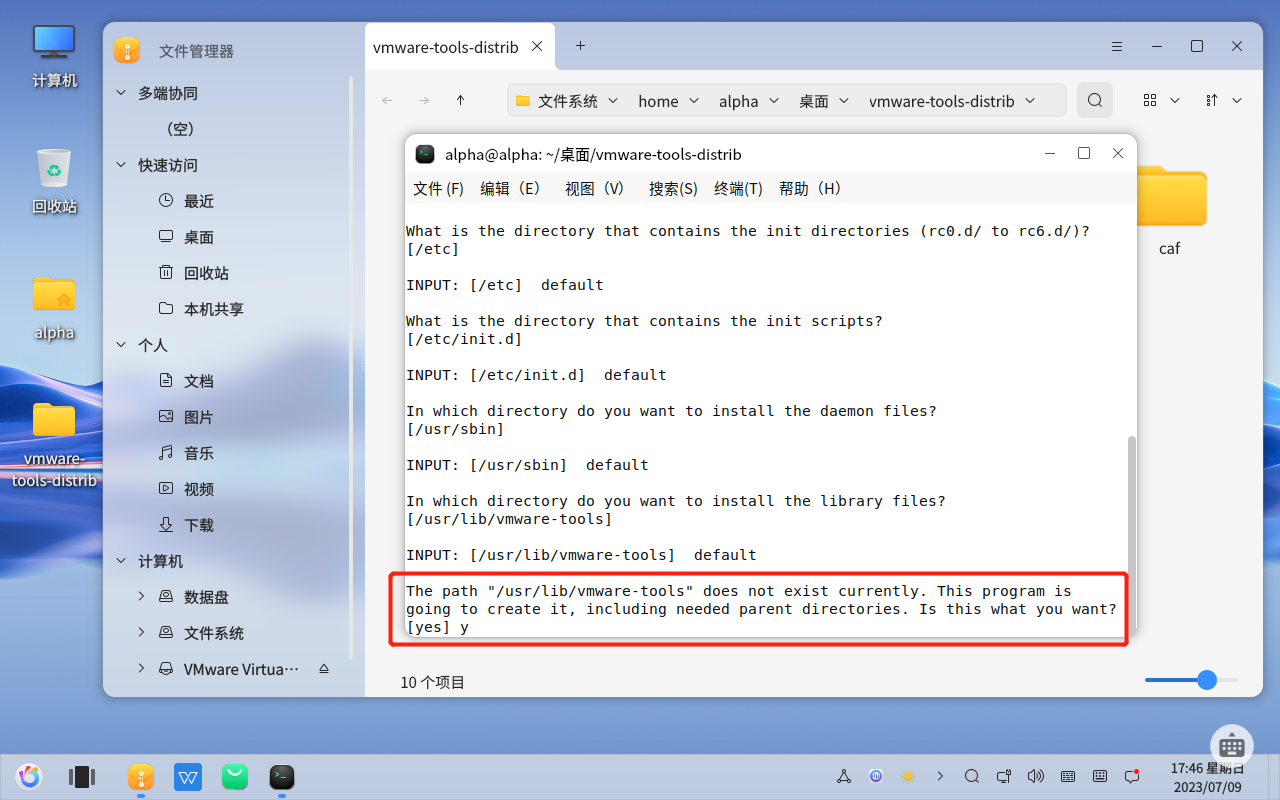 计算机
回收站
alpha
vmware-
tools-distrib
文件管理器
多端协同
（空）
快速访问
最近
桌面
回收站
本机共享
个人
文档
图片
音乐
视频
下载
计算机
数据盘
文件系统
VMware Virtua⋯
vmware-tools-distrib
文件系统 home alpha 桌面 vmware-tools-distrib
caf
alpha@alpha: ~/桌面/vmware-tools-distrib
文件 (F) 编辑（E） 视图（V） 搜索(S) 终端(T) 帮助（H）
What is the directory that contains the init directories (rc0.d/ to rc6.d/)?
[/etc]
INPUT: [/etc]  default
What is the directory that contains the init scripts?
[/etc/init.d]
INPUT: [/etc/init.d]  default
In which directory do you want to install the daemon files?
[/usr/sbin]
INPUT: [/usr/sbin]  default
In which directory do you want to install the library files?
[/usr/lib/vmware-tools]
INPUT: [/usr/lib/vmware-tools]  default
The path "/usr/lib/vmware-tools" does not exist currently. This program is
going to create it, including needed parent directories. Is this what you want?
[yes] y
10 个项目
17:46 星期日
2023/07/09